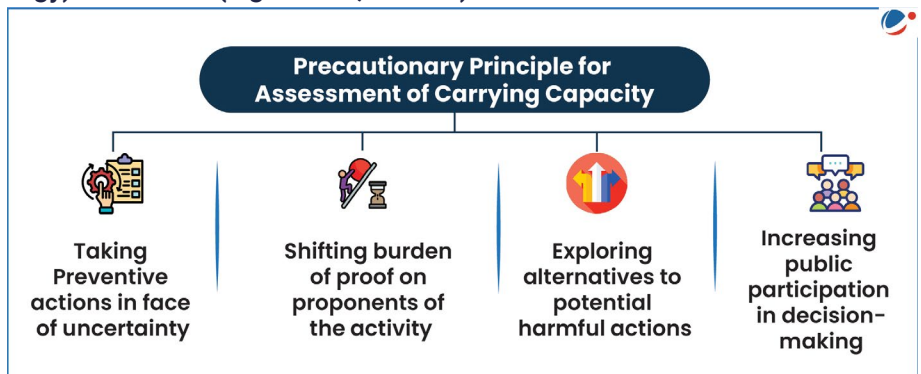 Precautionary Principle for
Assessment of Carrying Capacity
Taking
Preventive
actions in face
of uncertainty
Shifting burden
of proof on
proponents of
the activity
Exploring
alternatives to
potential
harmful actions
Increasing
public
participation
in decision-
making